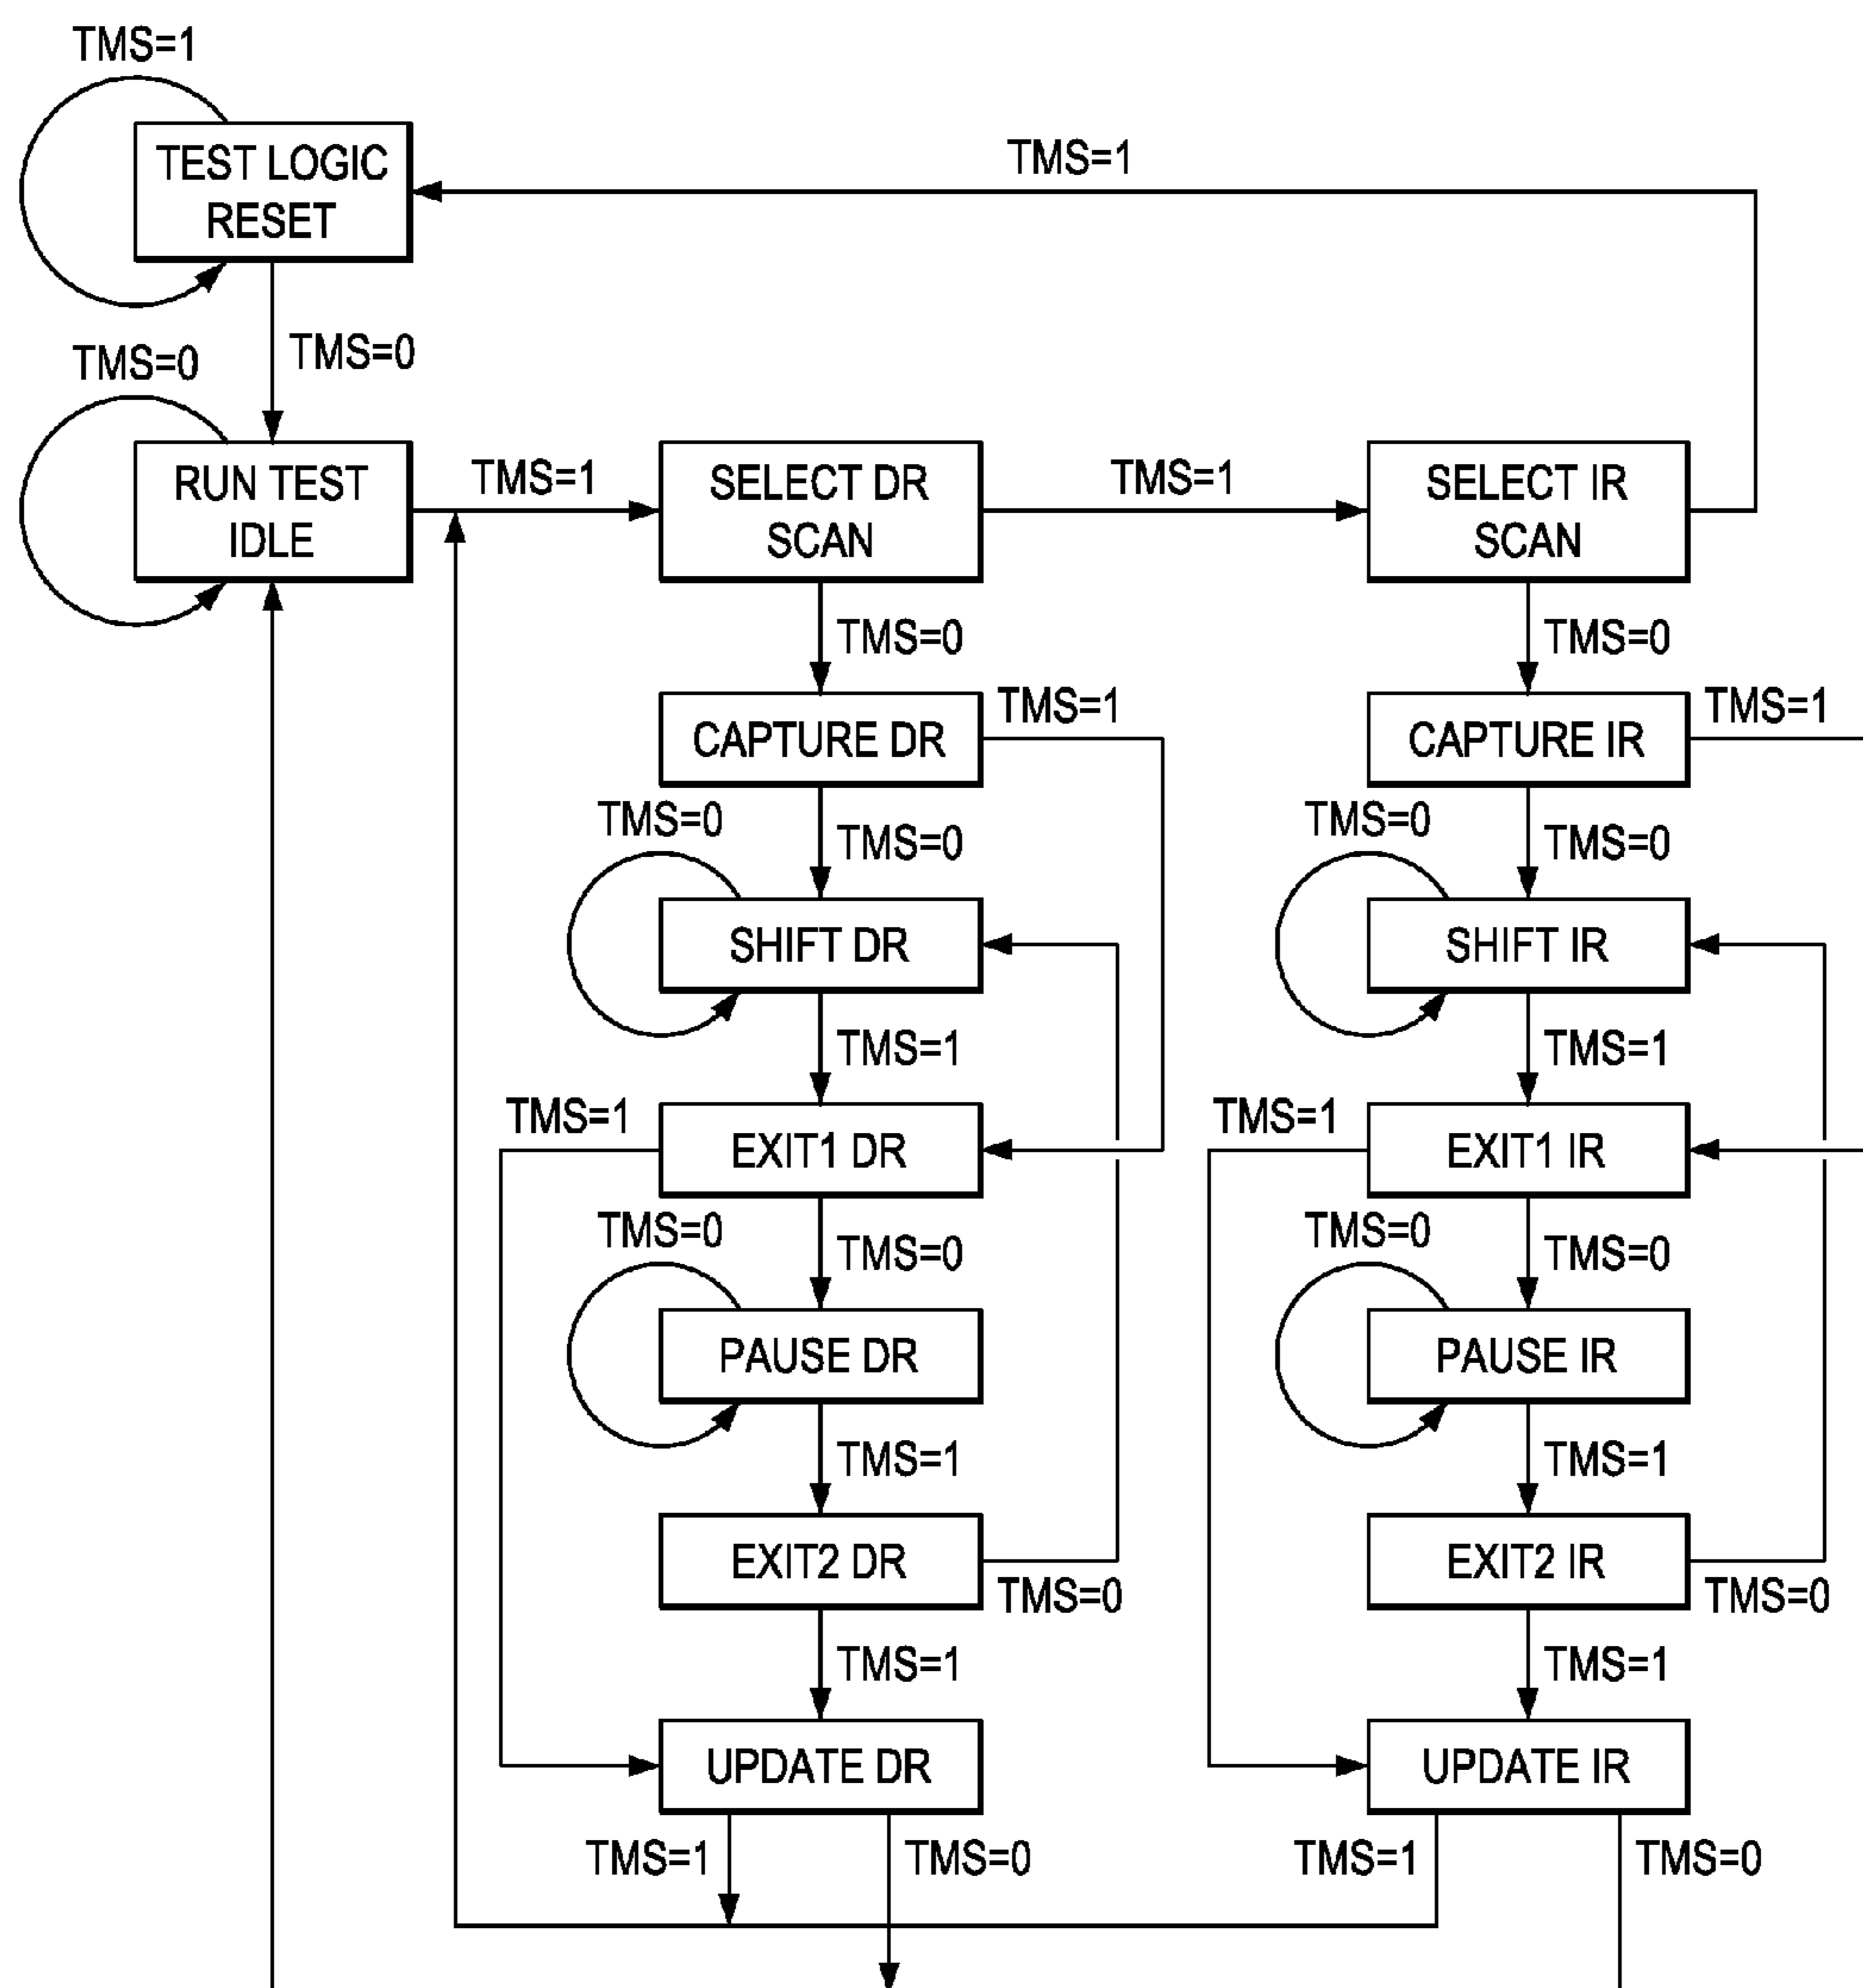 TMS=1
TEST LOGIC
RESET
TMS=1
TMS=0
TMS=0
RUN TEST
IDLE
TMS=1
SELECT DR
SCAN
TMS=1
SELECT IR
SCAN
TMS=0
TMS=0
CAPTURE DR
TMS=1
CAPTURE IR
TMS=1
TMS=0
TMS=0
TMS=0
TMS=0
SHIFT DR
SHIFT IR
TMS=1
TMS=1
TMS=1
EXIT1 DR
TMS=1
EXIT1 IR
TMS=0
TMS=0
TMS=0
TMS=0
PAUSE DR
PAUSE IR
TMS=1
TMS=1
EXIT2 DR
TMS=0
EXIT2 IR
TMS=0
TMS=1
TMS=1
UPDATE DR
UPDATE IR
TMS=1
TMS=0
TMS=1
TMS=0